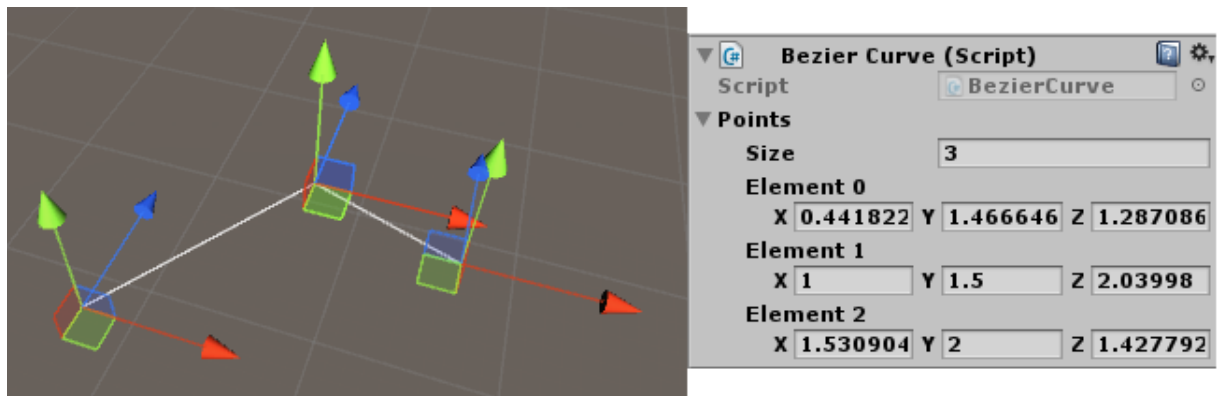 Bezier Curve (Script)
Script BezierCurve
Points
Size 3
Element 0
X 0.441822 Y 1.466646 Z 1.287086
Element 1
X 1 Y 1.5 Z 2.03998
Element 2
X 1.530904 Y 2 Z 1.427792